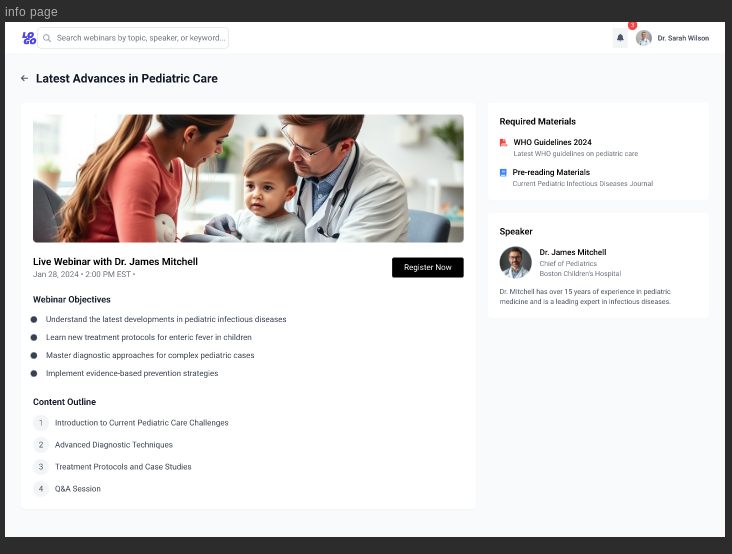 info page
LOGO
Search webinars by topic, speaker, or keyword...
3
Dr. Sarah Wilson
Latest Advances in Pediatric Care
Live Webinar with Dr. James Mitchell
Jan 28, 2024 • 2:00 PM EST •
Register Now
Webinar Objectives
Understand the latest developments in pediatric infectious diseases
Learn new treatment protocols for enteric fever in children
Master diagnostic approaches for complex pediatric cases
Implement evidence-based prevention strategies
Content Outline
1 Introduction to Current Pediatric Care Challenges
2 Advanced Diagnostic Techniques
3 Treatment Protocols and Case Studies
4 Q&A Session
Required Materials
WHO Guidelines 2024
Latest WHO guidelines on pediatric care
Pre-reading Materials
Current Pediatric Infectious Diseases Journal
Speaker
Dr. James Mitchell
Chief of Pediatrics
Boston Children's Hospital
Dr. Mitchell has over 15 years of experience in pediatric
medicine and is a leading expert in infectious diseases.